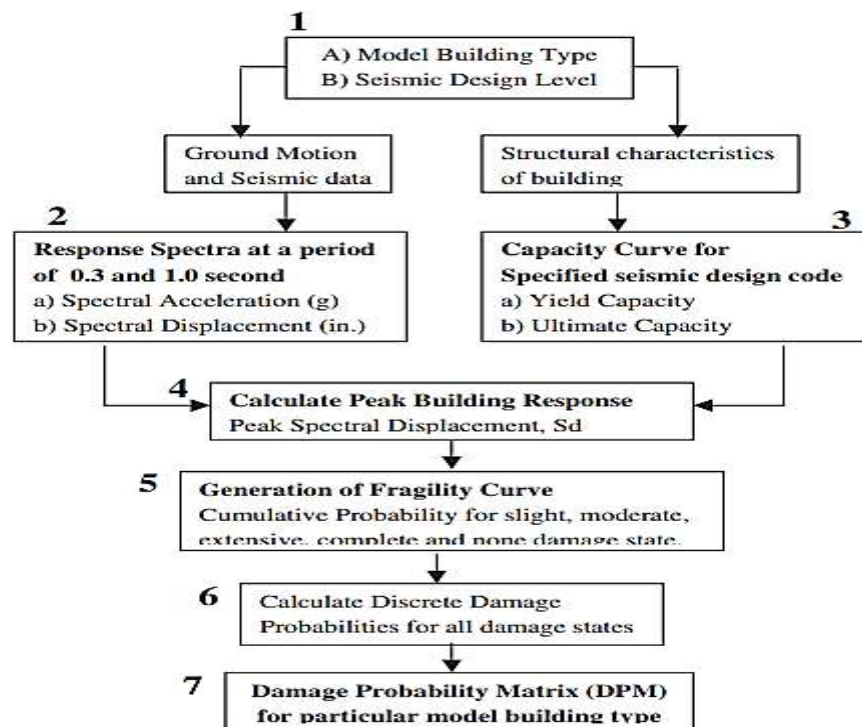 1
A) Model Building Type
B) Seismic Design Level
Ground Motion
and Seismic data
Structural characteristics
of building
2
Response Spectra at a period
of 0.3 and 1.0 second
a) Spectral Acceleration (g)
b) Spectral Displacement (in.)
3
Capacity Curve for
Specified seismic design code
a) Yield Capacity
b) Ultimate Capacity
4
Calculate Peak Building Response
Peak Spectral Displacement, Sd
5
Generation of Fragility Curve
Cumulative Probability for slight, moderate,
extensive, complete and none damage state.
6
Calculate Discrete Damage
Probabilities for all damage states
7
Damage Probability Matrix (DPM)
for particular model building type